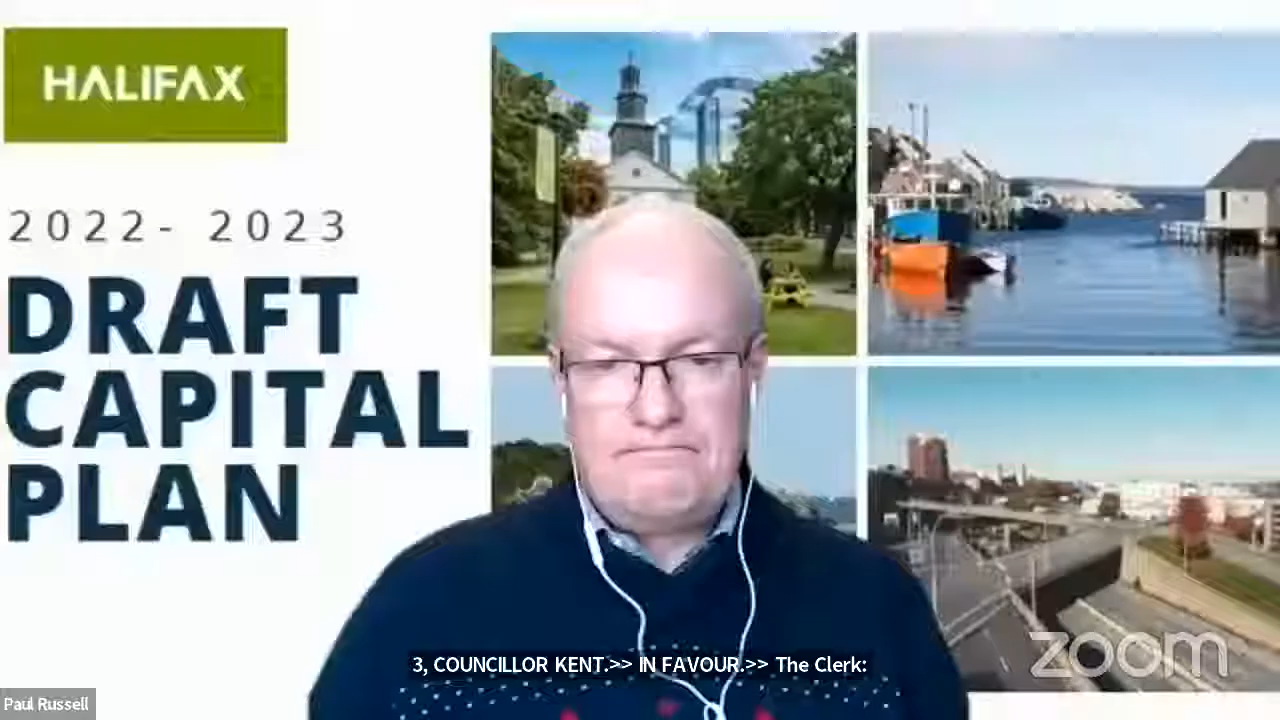 HALIFAX
2022- 2023
DRAFT
CAPITAL
PLAN
3, COUNCILLOR KENT.>> IN FAVOUR.>> The Clerk:
zoom
Paul Russell